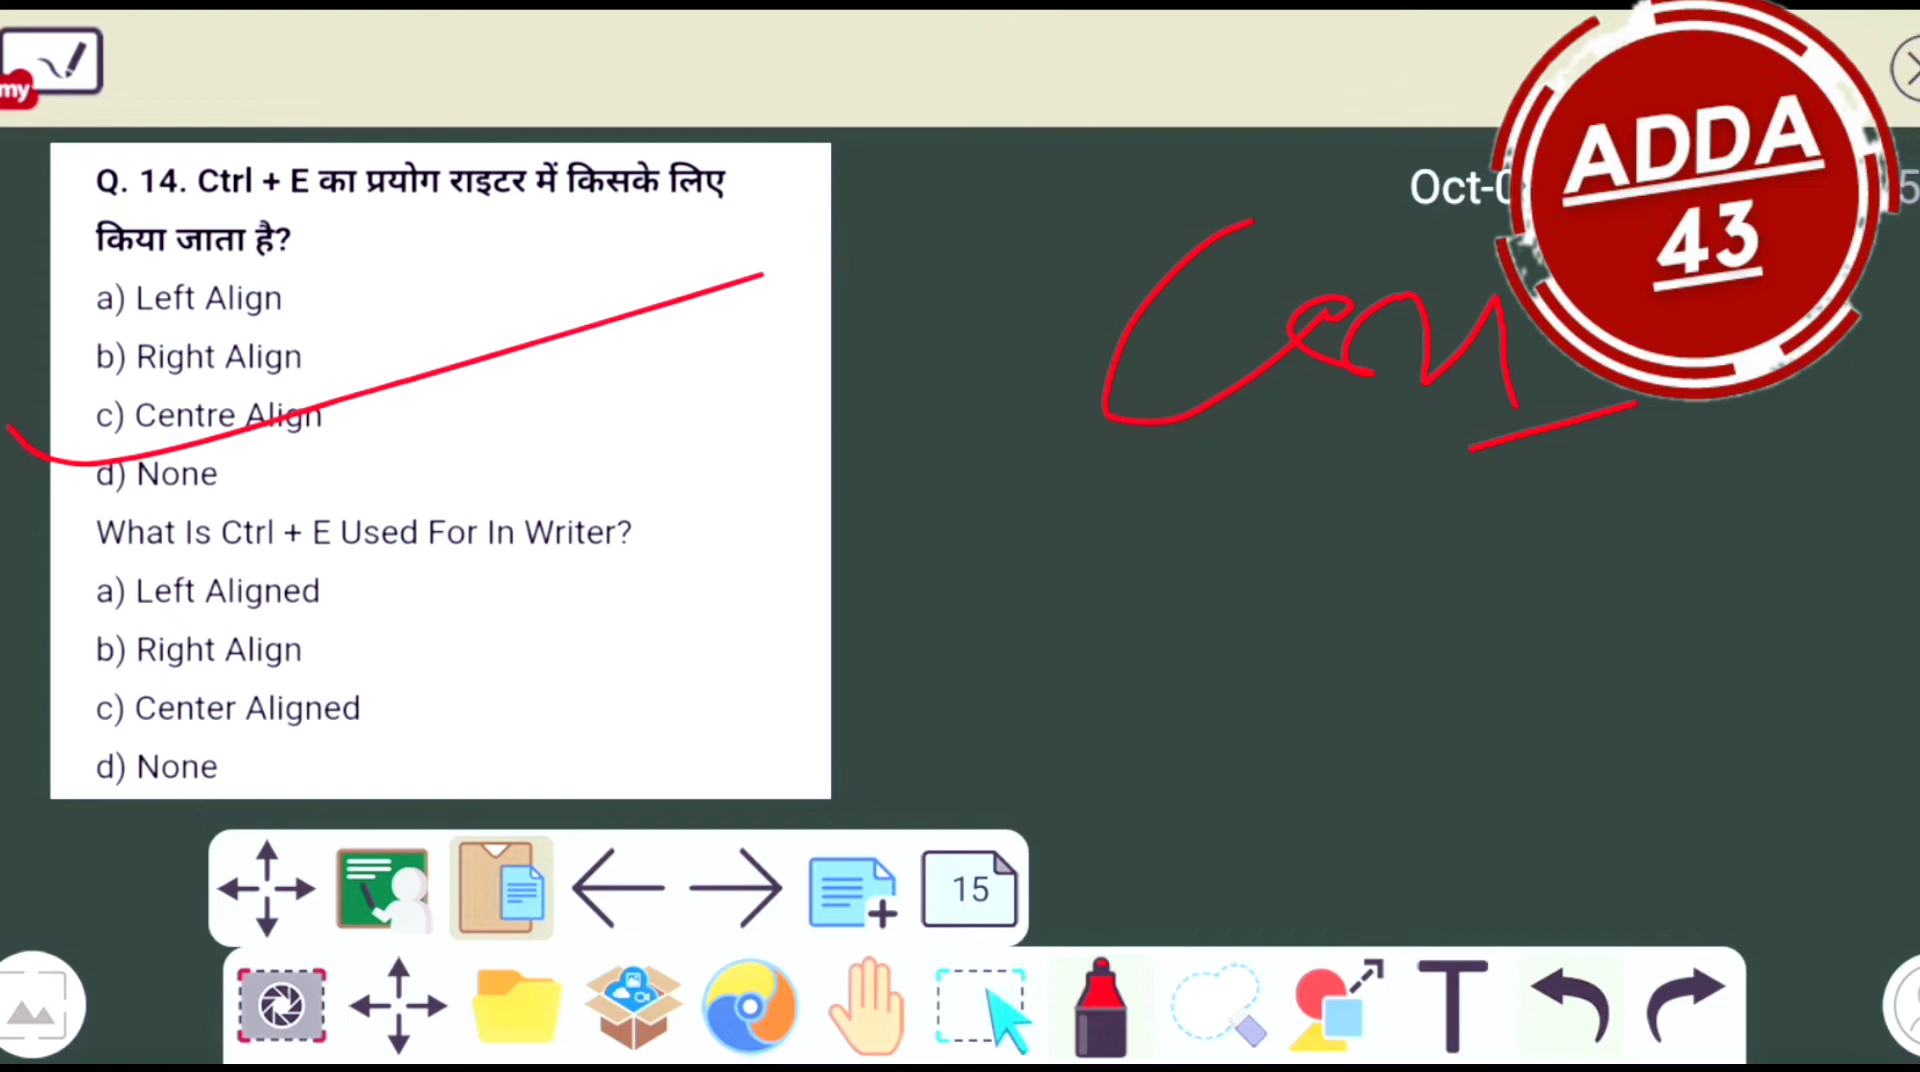 my
Q. 14. Ctrl + E का प्रयोग राइटर में किसके लिए
किया जाता है?
a) Left Align
b) Right Align
c) Centre Align
d) None
What Is Ctrl + E Used For In Writer?
a) Left Aligned
b) Right Align
c) Center Aligned
d) None
ADDA
43
15
T